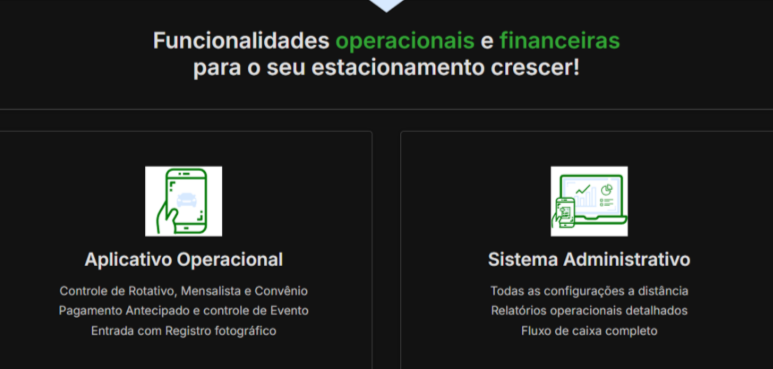 Funcionalidades operacionais e financeiras
para o seu estacionamento crescer!
Aplicativo Operacional
Controle de Rotativo, Mensalista e Convênio
Pagamento Antecipado e controle de Evento
Entrada com Registro fotográfico
Sistema Administrativo
Todas as configurações a distância
Relatórios operacionais detalhados
Fluxo de caixa completo